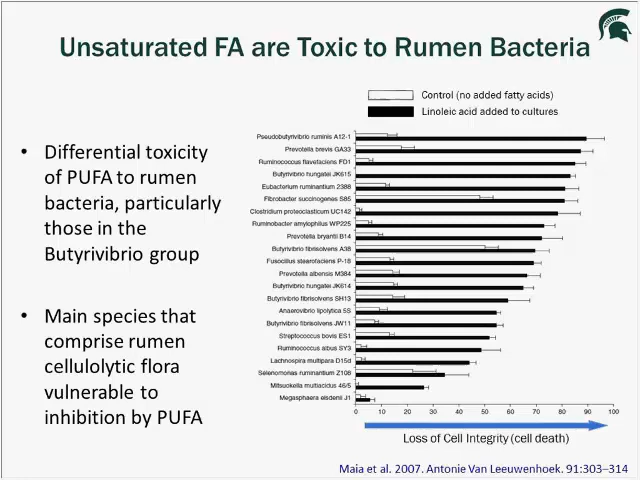 Unsaturated FA are Toxic to Rumen Bacteria
• Differential toxicity
of PUFA to rumen
bacteria, particularly
those in the
Butyrivibrio group
• Main species that
comprise rumen
cellulolytic flora
vulnerable to
inhibition by PUFA
Control (no added fatty acids)
Linoleic acid added to cultures
Pseudobutyrivibrio ruminis A12-1
Prevotella brevis GA33
Ruminococcus flavefaciens FD1
Butyrivibrio hungatei JK615
Eubacterium ruminantium 2388
Fibrobacter succinogenes S85
Clostridium proteoclasticum UC142
Ruminobacter amylophilus WP225
Prevotella bryantii B14
Butyrivibrio fibrisolvens A38
Fusocillus stearofaciens P-18
Prevotella albensis M384
Butyrivibrio hungatei JK614
Butyrivibrio fibrisolvens SH13
Anaerovibrio lipolytica 5S
Butyrivibrio fibrisolvens JW11
Streptococcus bovis ES1
Ruminococcus albus SY3
Lachnospira multipara D15d
Selenomonas ruminantium Z108
Mitsuokella multiacidus 46/5
Megasphaera elsdenii J1
0 10 20 30 40 50 60 70 80 90 100
Loss of Cell Integrity (cell death)
Maia et al. 2007. Antonie Van Leeuwenhoek. 91:303–314